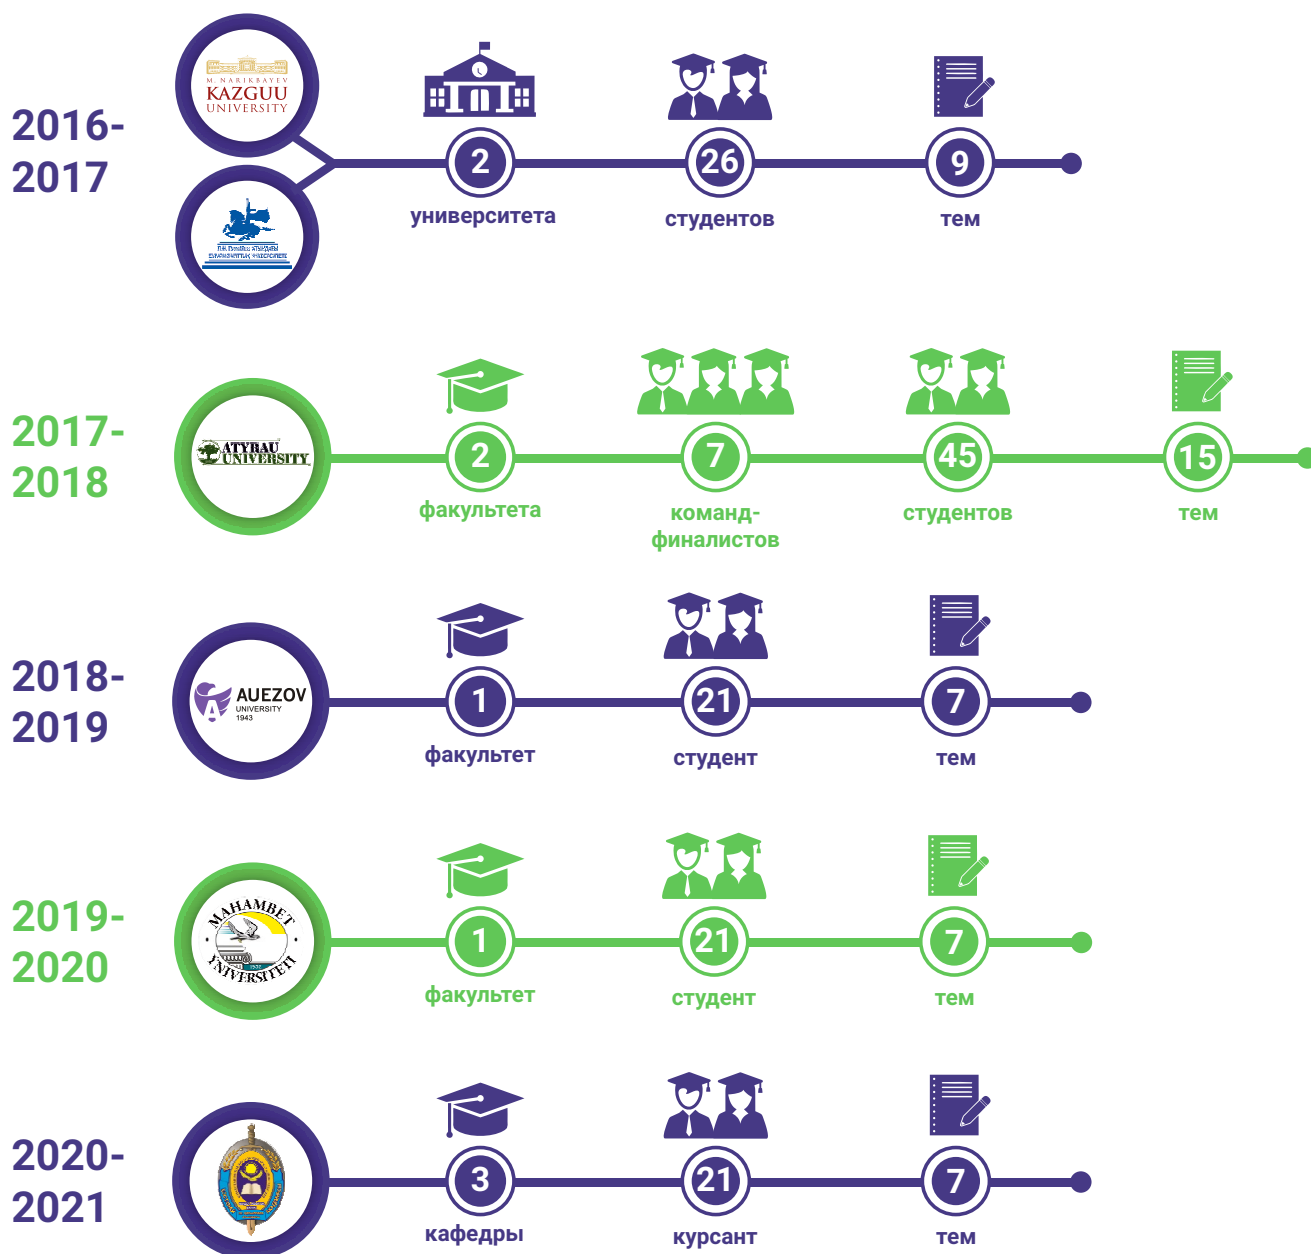 2016-
2017
M. NARIKBAYEV
KAZGUU
UNIVERSITY
2
университета
26
студентов
9
тем
2017-
2018
ATYRAU
UNIVERSITY
2
факультета
7
команд-
финалистов
45
студентов
15
тем
2018-
2019
AUEZOV
UNIVERSITY
1943
1
факультет
21
студент
7
тем
2019-
2020
MAHAMBET
1
факультет
21
студент
7
тем
2020-
2021
3
кафедры
21
курсант
7
тем